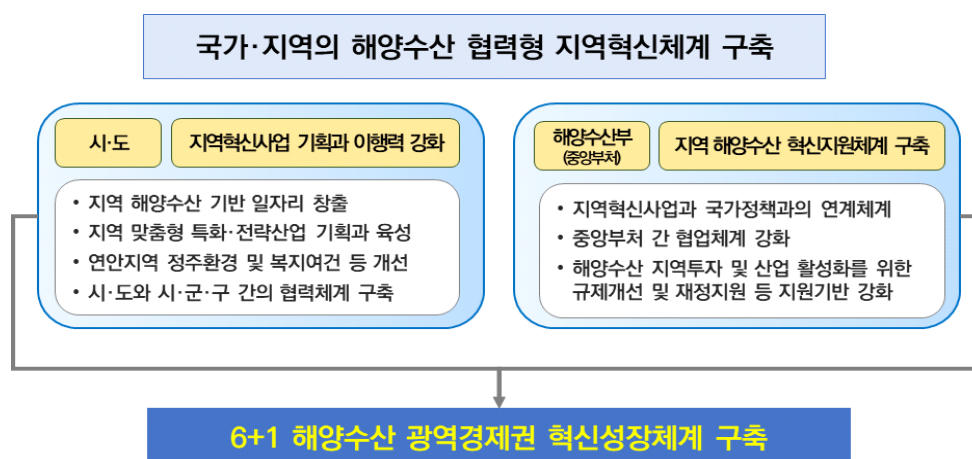 국가·지역의 해양수산 협력형 지역혁신체계 구축
시·도
지역혁신사업 기획과 이행력 강화
• 지역 해양수산 기반 일자리 창출
• 지역 맞춤형 특화·전략산업 기획과 육성
• 연안지역 정주환경 및 복지여건 등 개선
• 시·도와 시·군·구 간의 협력체계 구축
해양수산부
(중앙부처)
지역 해양수산 혁신지원체계 구축
• 지역혁신사업과 국가정책과의 연계체계
• 중앙부처 간 협업체계 강화
• 해양수산 지역투자 및 산업 활성화를 위한
규제개선 및 재정지원 등 지원기반 강화
6+1 해양수산 광역경제권 혁신성장체계 구축